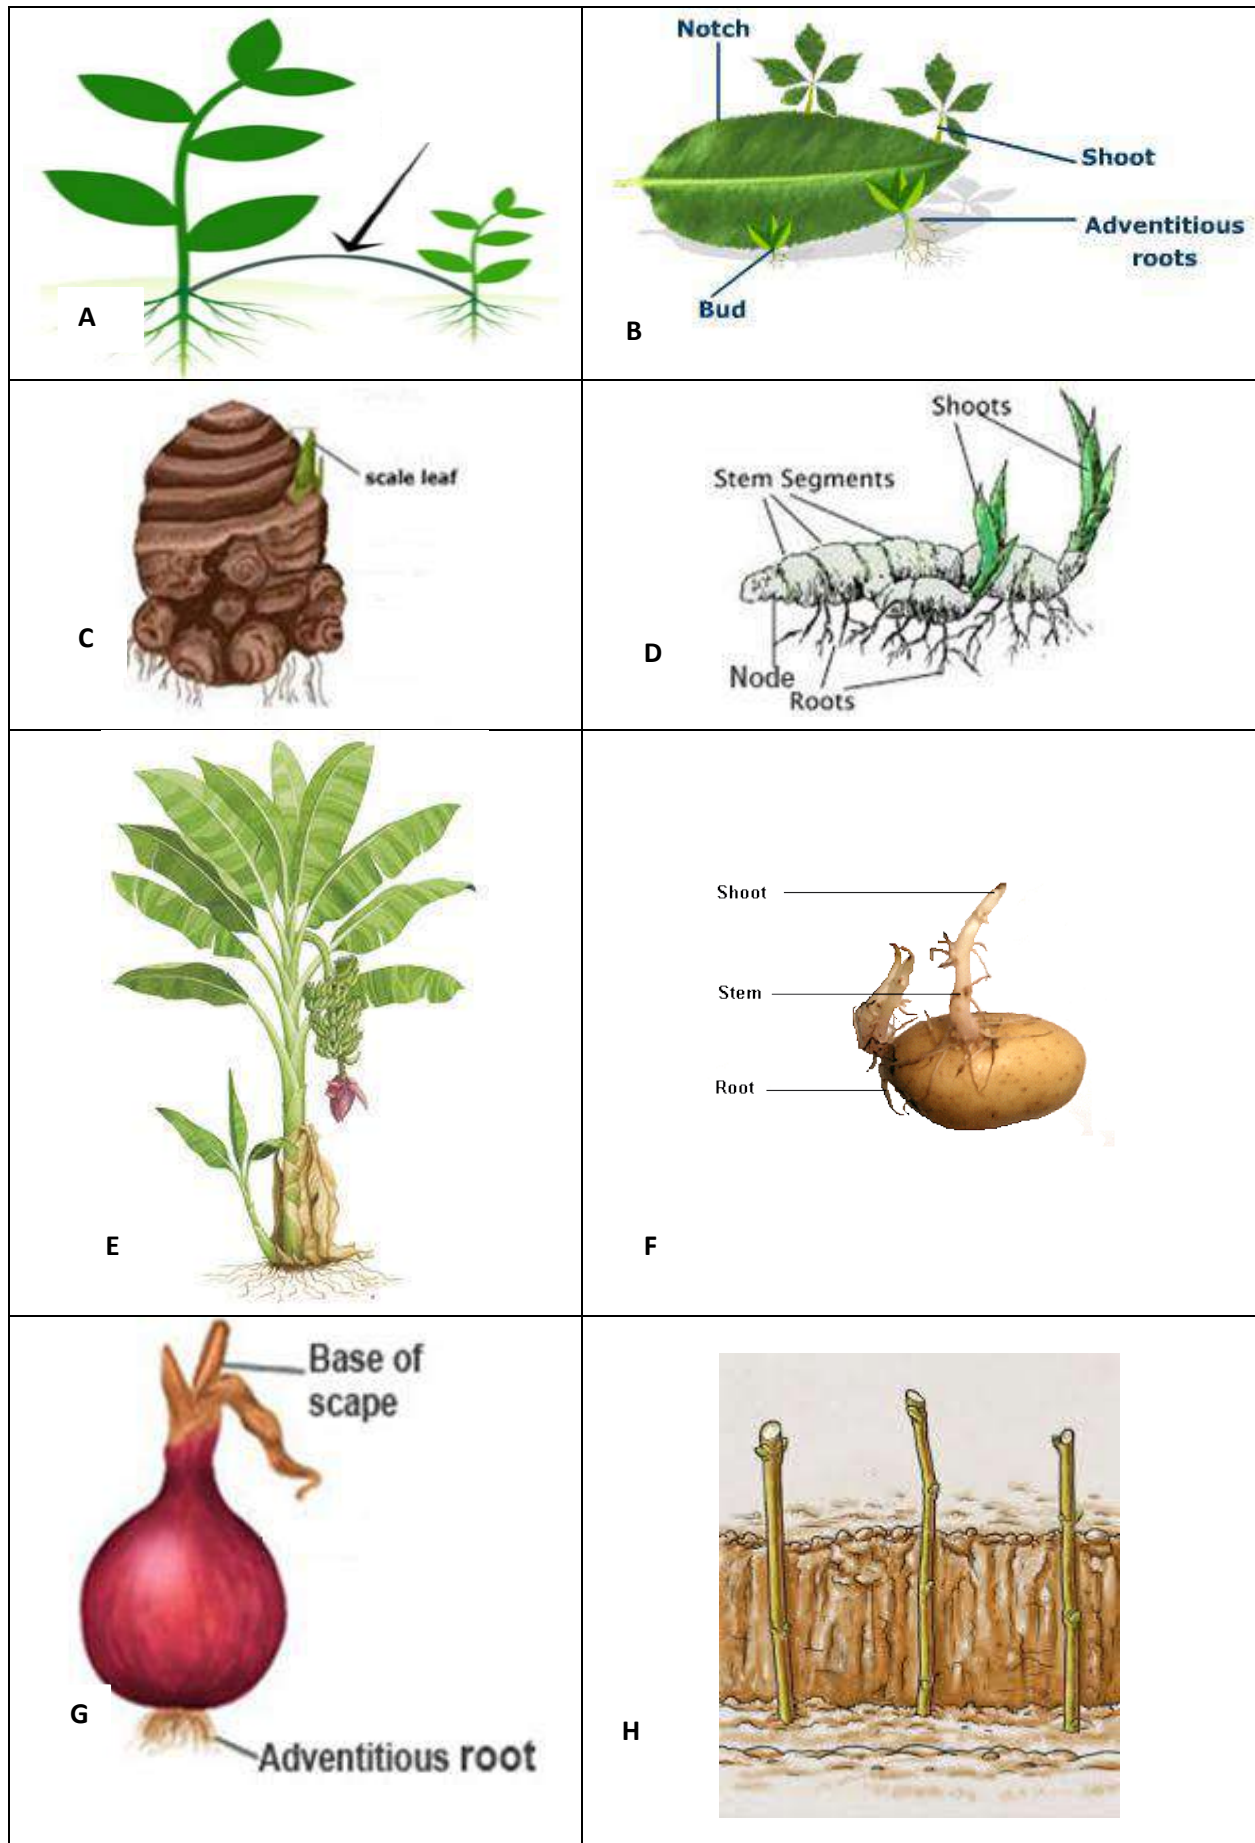 A
Notch
Shoot
Adventitious
roots
Bud
B
scale leaf
C
Shoots
Stem Segments
D
Node
Roots
E
Shoot
Stem
Root
F
Base of
scape
G
Adventitious root
H